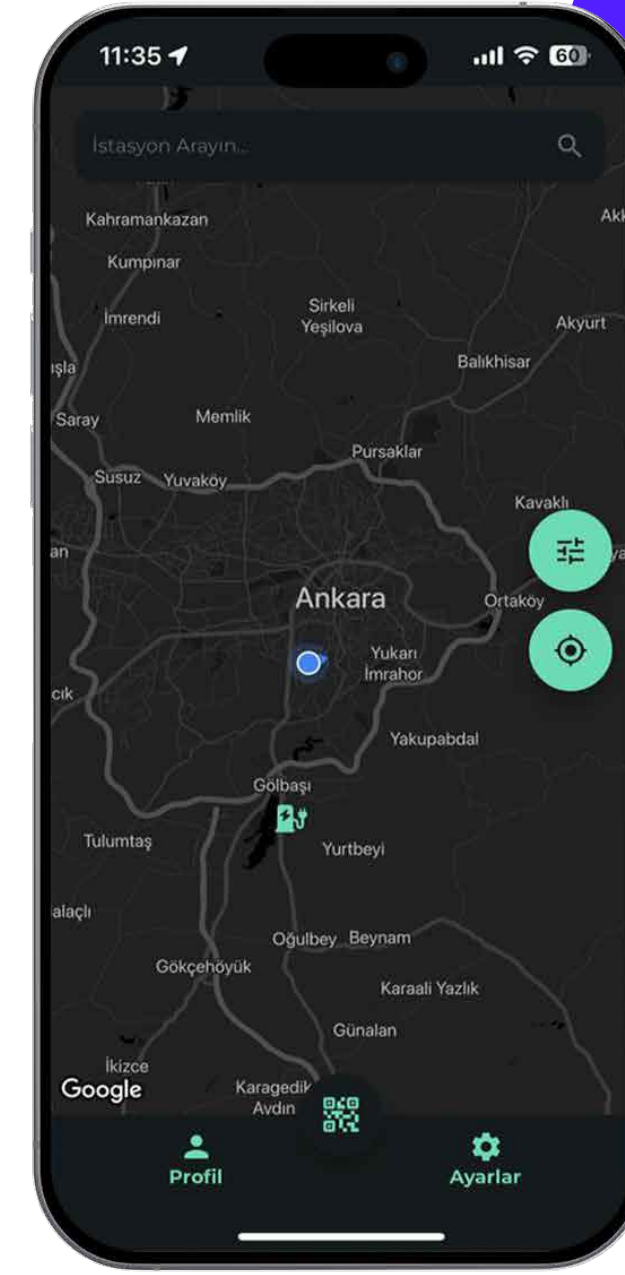 11:35
60
İstasyon Arayın...
Kahramankazan
Kumpınar
İmrendi
Sirkeli
Yeşilova
Akyurt
Balıkhisar
Saray
Memlik
Pursaklar
Susuz
Yuvaköy
Kavaklı
Ankara
Ortaköy
Yukarı
İmrahor
Yakupabdal
Gölbaşı
Tulumtaş
Yurtbeyi
alaçlı
Oğulbey
Beynam
Gökçehöyük
Karaali Yazlık
Günalan
İkizce
Google
Karagedik
Profil
Ayarlar